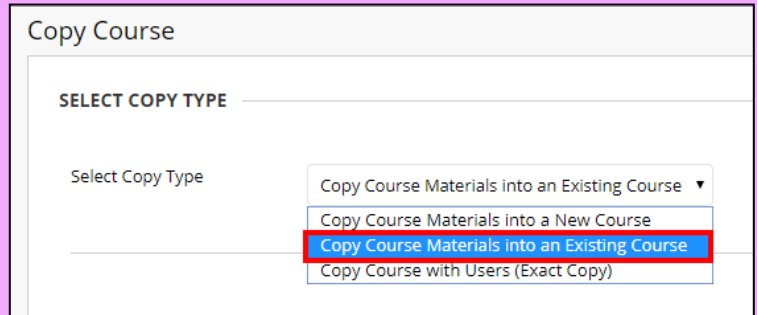 Copy Course
SELECT COPY TYPE
Select Copy Type
Copy Course Materials into an Existing Course
Copy Course Materials into a New Course
Copy Course Materials into an Existing Course
Copy Course with Users (Exact Copy)